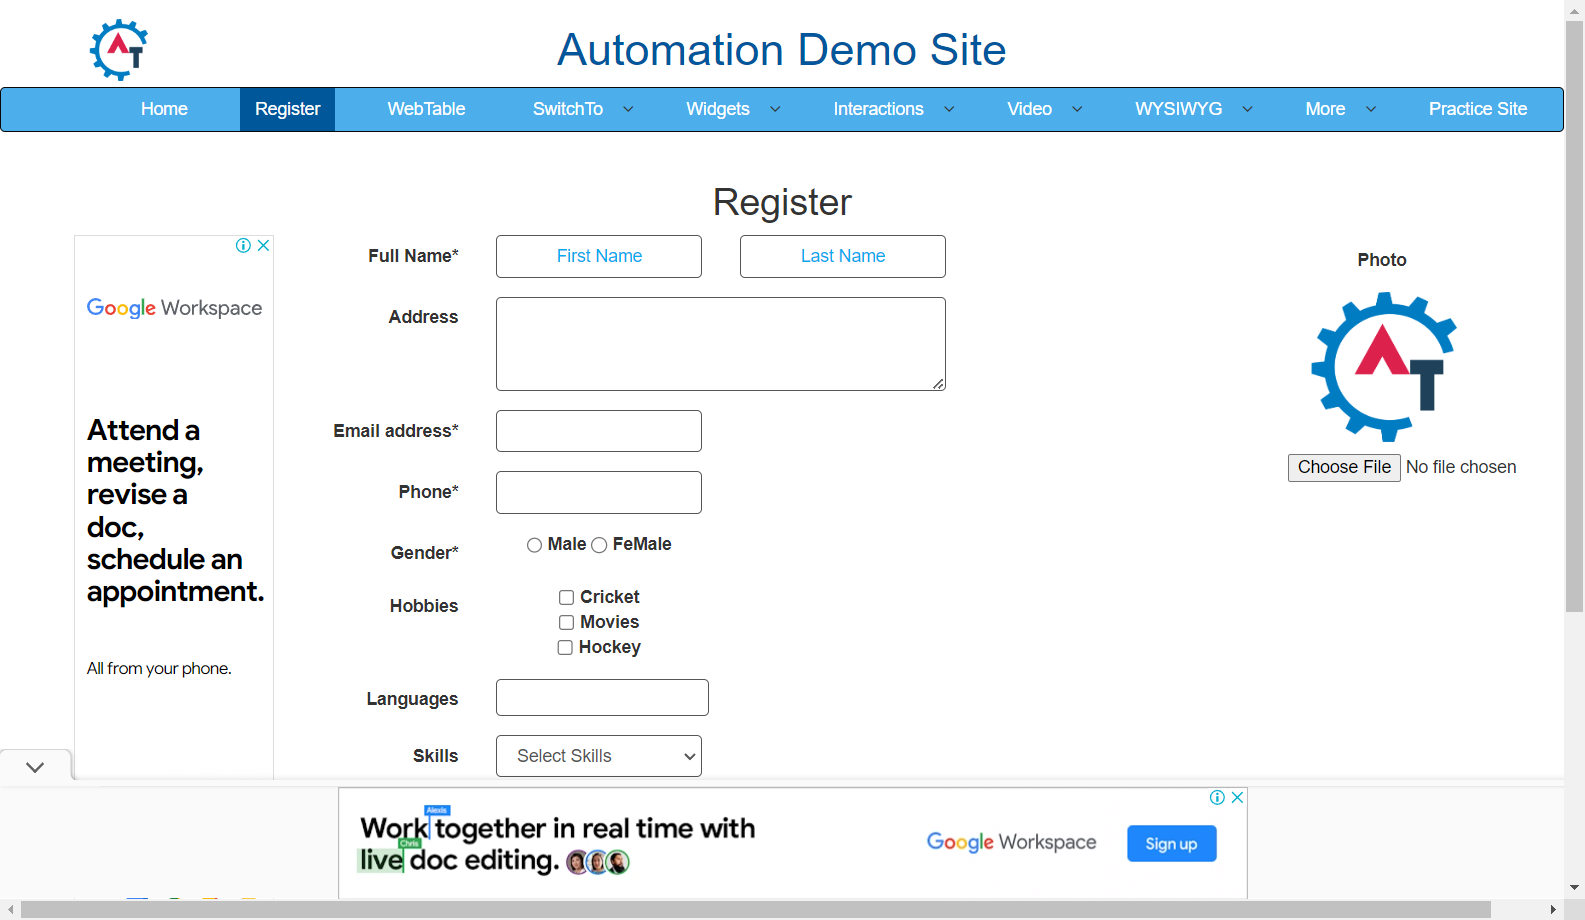 Automation Demo Site
Home Register WebTable SwitchTo Widgets Interactions Video WYSIWYG More Practice Site
Register
Full Name* First Name Last Name
Address
Email address*
Phone*
Gender* Male FeMale
Hobbies Cricket
Movies
Hockey
Languages
Skills Select Skills
Photo
AT
Choose File No file chosen
Google Workspace
Attend a
meeting,
revise a
doc,
schedule an
appointment.
All from your phone.
Alexis
Work together in real time with
Chris
live doc editing.
Google Workspace
Sign up